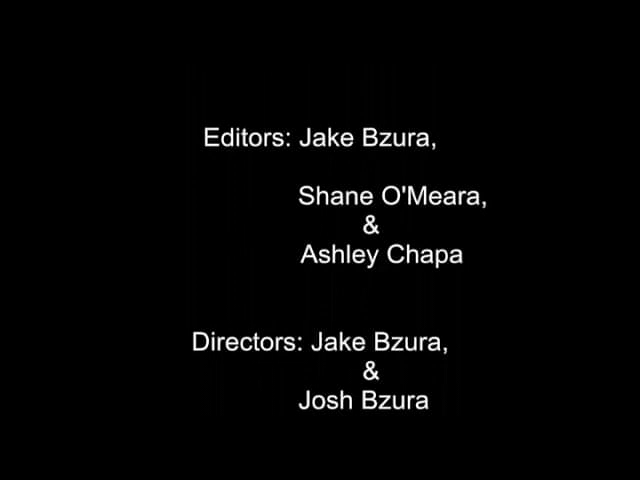 Editors: Jake Bzura,
Shane O'Meara,
&
Ashley Chapa
Directors: Jake Bzura,
&
Josh Bzura